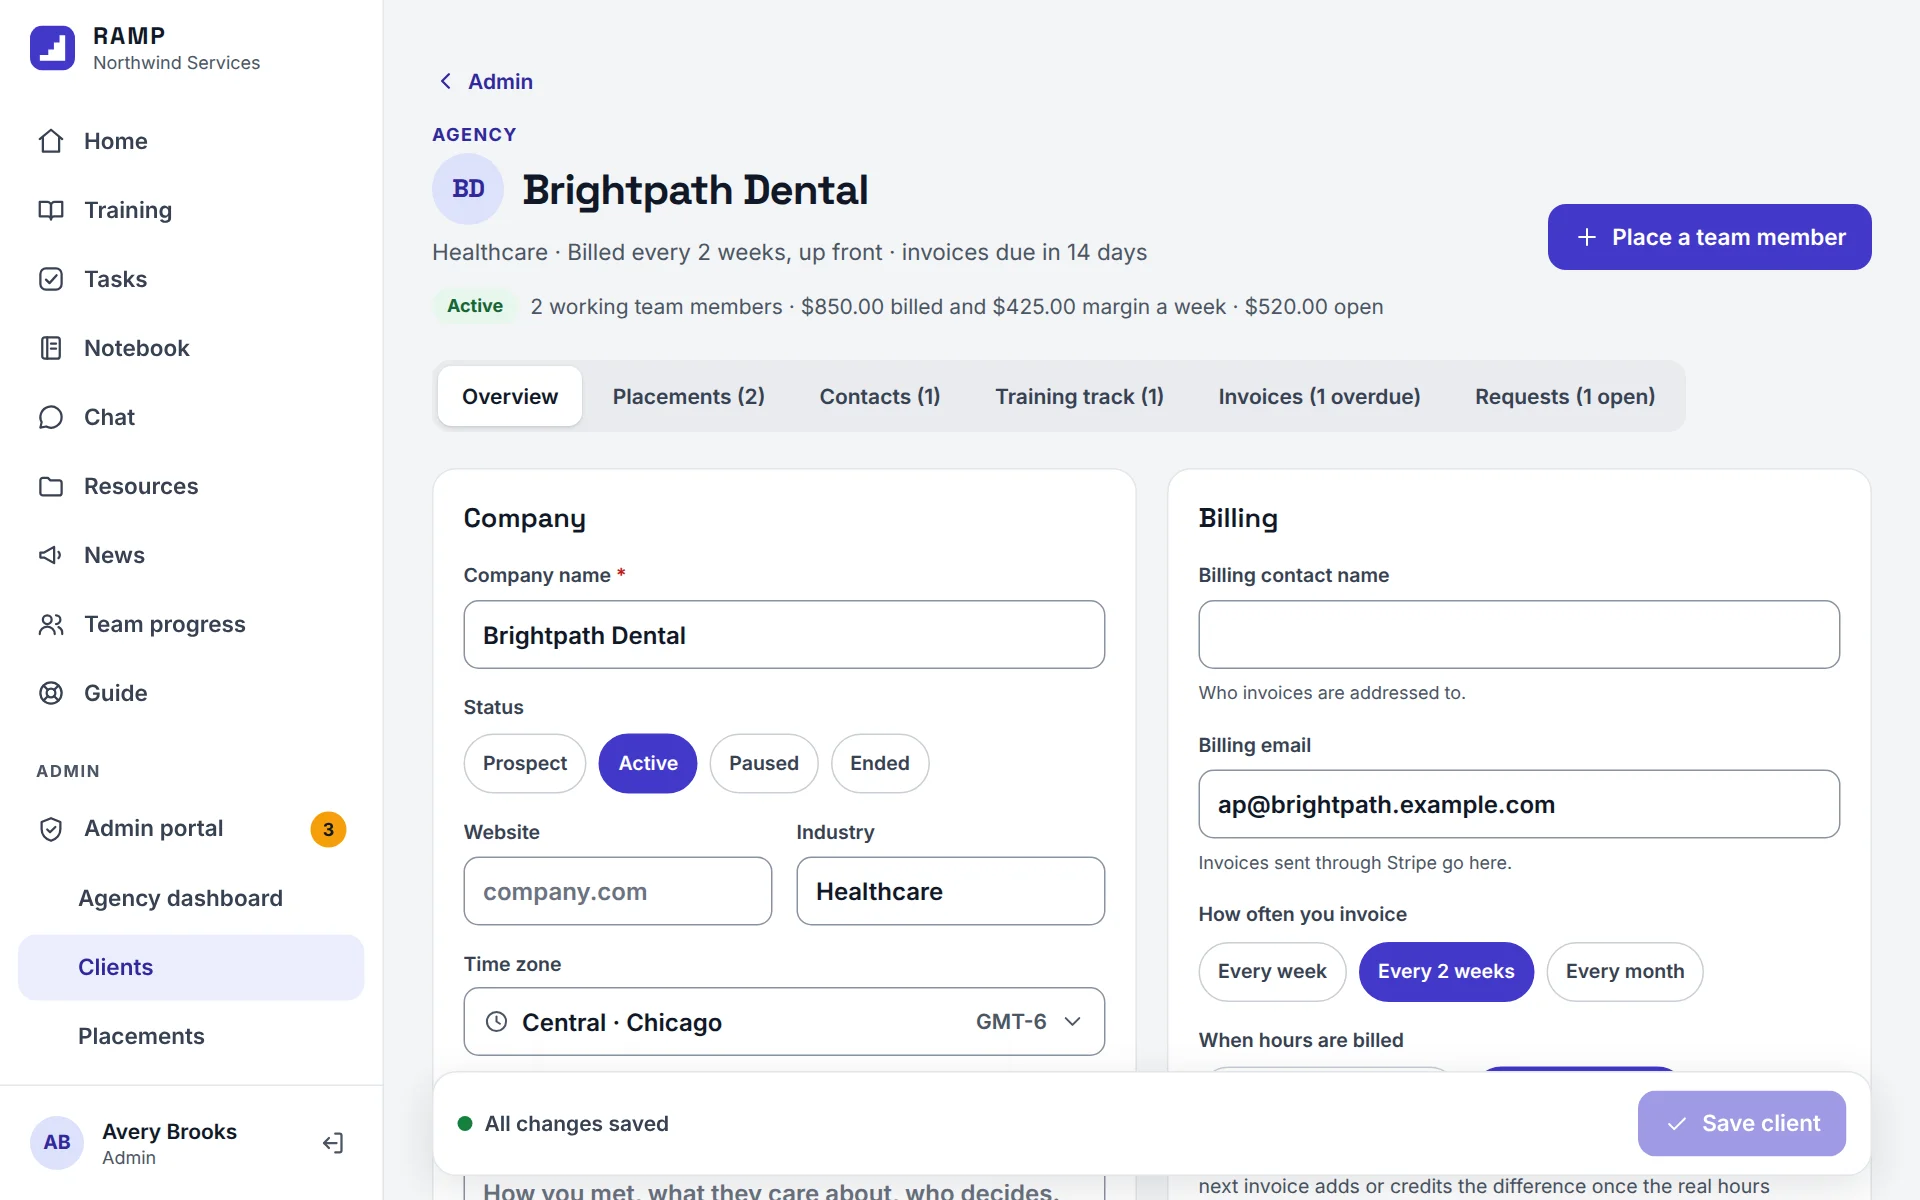 RAMP
Northwind Services
Home
Training
Tasks
Notebook
Chat
Resources
News
Team progress
Guide
ADMIN
Admin portal
3
Agency dashboard
Clients
Placements
AB
Avery Brooks
Admin
Admin
AGENCY
BD
Brightpath Dental
Healthcare · Billed every 2 weeks, up front · invoices due in 14 days
Active
2 working team members · $850.00 billed and $425.00 margin a week · $520.00 open
Place a team member
Overview
Placements (2)
Contacts (1)
Training track (1)
Invoices (1 overdue)
Requests (1 open)
Company
Company name *
Brightpath Dental
Status
Prospect
Active
Paused
Ended
Website
Industry
company.com
Healthcare
Time zone
Central · Chicago
GMT-6
How you met, what they care about, who decides.
Billing
Billing contact name
Who invoices are addressed to.
Billing email
ap@brightpath.example.com
Invoices sent through Stripe go here.
How often you invoice
Every week
Every 2 weeks
Every month
When hours are billed
next invoice adds or credits the difference once the real hours
All changes saved
Save client